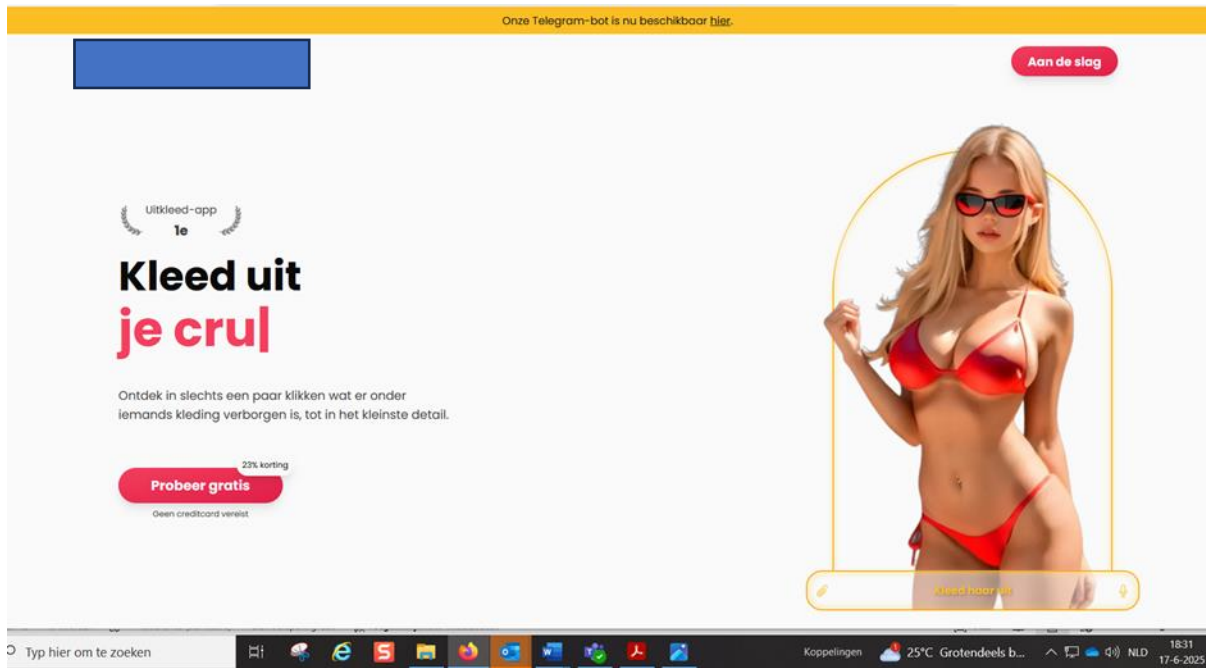 Onze Telegram-bot is nu beschikbaar hier.
Aan de slag
Uitkleed-app
1e
Kleed uit
je cru
Ontdek in slechts een paar klikken wat er onder
iemands kleding verborgen is, tot in het kleinste detail.
23% korting
Probeer gratis
Geen creditcard vereist
Kleed haar uit
Typ hier om te zoeken
Koppelingen
25°C Grotendeels b...
NLD
18:31
17-6-2025